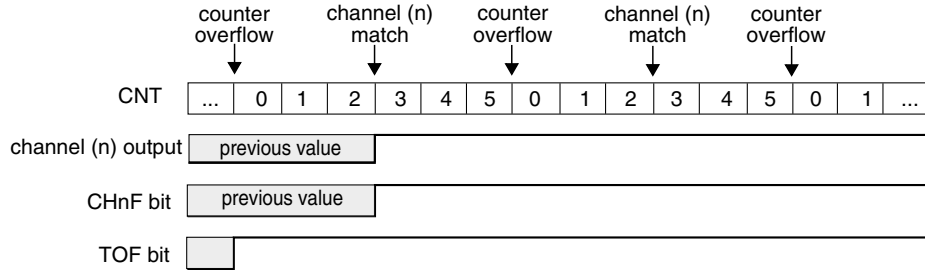 counter overflow
channel (n) match
counter overflow
channel (n) match
counter overflow
CNT ... 0 1 2 3 4 5 0 1 2 3 4 5 0 1 ...
channel (n) output previous value
CHnF bit previous value
TOF bit